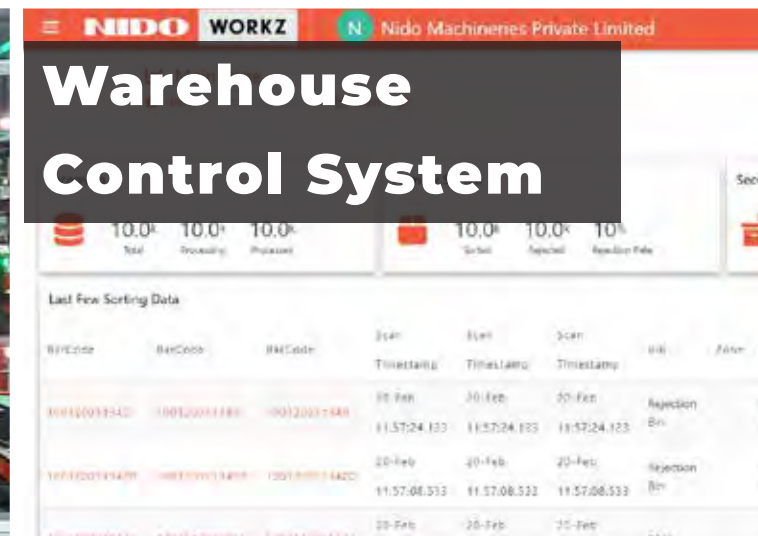 NIDO WORKZ N Nido Machineries Private Limited
Warehouse
Control System
Sec
10.0k 10.0k 10.0k 10.0k 10.0k 10%
Total Processing Processed Sorted Rejected Rejection Rate
Last Few Sorting Data
Scan Scan Scan
BarCode BarCode BarCode Bin Zone
Timestamp Timestamp Timestamp
20-Feb 20-Feb 20-Feb Rejection
11:57:24.123 11:57:24.123 11:57:24.123 Bin
20-Feb 20-Feb 20-Feb Rejection
11:57:08.533 11:57:08.533 11:57:08.533 Bin
20-Feb 20-Feb 20-Feb